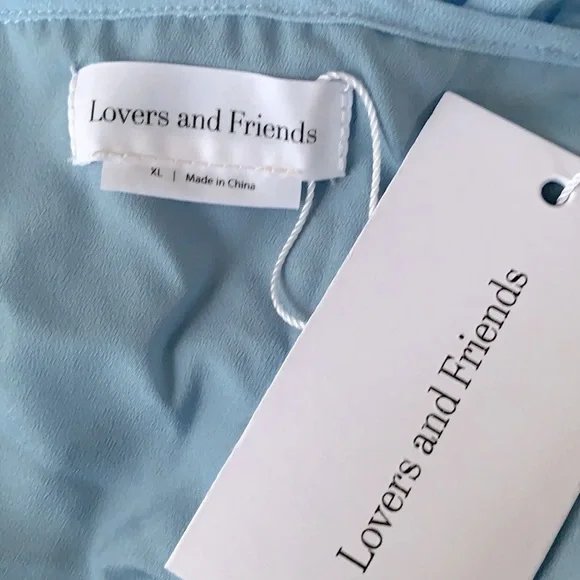 Lovers and Friends
XL | Made in China
Lovers and Friends